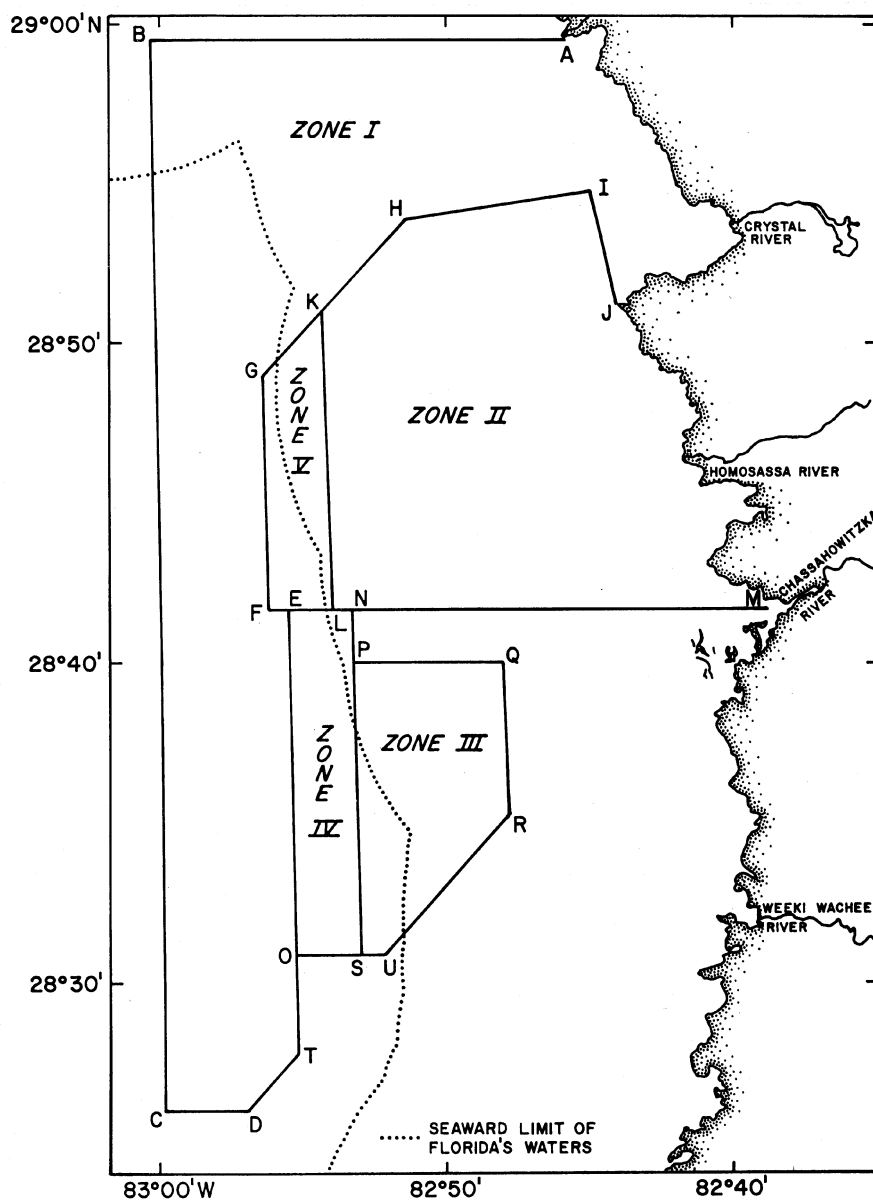 29°00'N
B
A
ZONE I
I
H
CRYSTAL
RIVER
K
J
28°50'
G
ZONE
V
ZONE II
HOMOSASSA RIVER
CHASSAHOWITZKA
RIVER
F
E
L
N
M
28°40'
P
Q
ZONE
IV
ZONE III
R
WEEKI WACHEE
RIVER
O
S
U
28°30'
T
C
D
SEAWARD LIMIT OF
FLORIDA'S WATERS
83°00'W
82°50'
82°40'